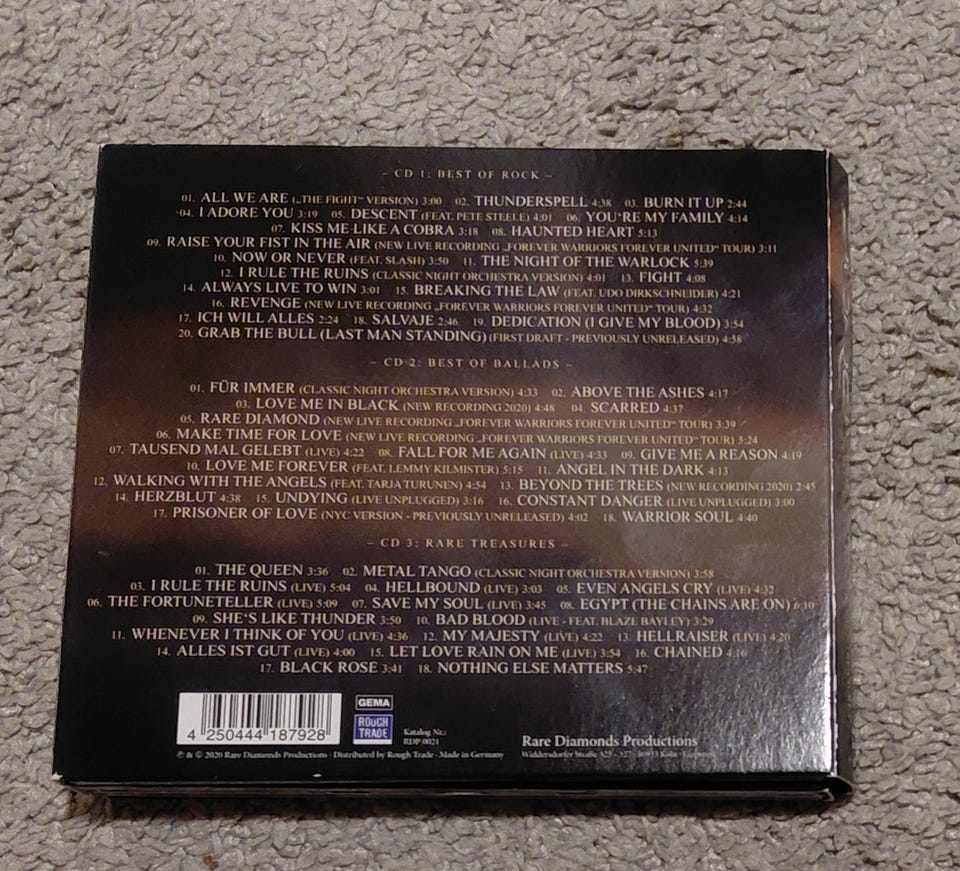 – CD 1: BEST OF ROCK –
01. ALL WE ARE („THE FIGHT“ VERSION) 3:00 02. THUNDERSPELL 4:38 03. BURN IT UP 2:44
04. I ADORE YOU 3:19 05. DESCENT (FEAT. PETE STEELE) 4:01 06. YOU'RE MY FAMILY 4:14
07. KISS ME LIKE A COBRA 3:18 08. HAUNTED HEART 5:13
09. RAISE YOUR FIST IN THE AIR (NEW LIVE RECORDING „FOREVER WARRIORS FOREVER UNITED“ TOUR) 3:11
10. NOW OR NEVER (FEAT. SLASH) 3:50 11. THE NIGHT OF THE WARLOCK 5:39
12. I RULE THE RUINS (CLASSIC NIGHT ORCHESTRA VERSION) 4:01 13. FIGHT 4:08
14. ALWAYS LIVE TO WIN 3:01 15. BREAKING THE LAW (FEAT. UDO DIRKSCHNEIDER) 4:21
16. REVENGE (NEW LIVE RECORDING „FOREVER WARRIORS FOREVER UNITED“ TOUR) 4:32
17. ICH WILL ALLES 2:24 18. SALVAJE 2:46 19. DEDICATION (I GIVE MY BLOOD) 3:54
20. GRAB THE BULL (LAST MAN STANDING) (FIRST DRAFT - PREVIOUSLY UNRELEASED) 4:58
– CD 2: BEST OF BALLADS –
01. FÜR IMMER (CLASSIC NIGHT ORCHESTRA VERSION) 4:33 02. ABOVE THE ASHES 4:17
03. LOVE ME IN BLACK (NEW RECORDING 2020) 4:48 04. SCARRED 4:37
05. RARE DIAMOND (NEW LIVE RECORDING „FOREVER WARRIORS FOREVER UNITED“ TOUR) 3:39
06. MAKE TIME FOR LOVE (NEW LIVE RECORDING „FOREVER WARRIORS FOREVER UNITED“ TOUR) 5:24
07. TAUSEND MAL GELEBT (LIVE) 4:22 08. FALL FOR ME AGAIN (LIVE) 4:33 09. GIVE ME A REASON 4:19
10. LOVE ME FOREVER (FEAT. LEMMY KILMISTER) 5:15 11. ANGEL IN THE DARK 4:13
12. WALKING WITH THE ANGELS (FEAT. TARJA TURUNEN) 4:54 13. BEYOND THE TREES (NEW RECORDING 2020) 2:45
14. HERZBLUT 4:38 15. UNDYING (LIVE UNPLUGGED) 3:16 16. CONSTANT DANGER (LIVE UNPLUGGED) 3:00
17. PRISONER OF LOVE (NYC VERSION - PREVIOUSLY UNRELEASED) 4:02 18. WARRIOR SOUL 4:40
– CD 3: RARE TREASURES –
01. THE QUEEN 3:36 02. METAL TANGO (CLASSIC NIGHT ORCHESTRA VERSION) 3:58
03. I RULE THE RUINS (LIVE) 5:04 04. HELLBOUND (LIVE) 3:03 05. EVEN ANGELS CRY (LIVE) 4:32
06. THE FORTUNETELLER (LIVE) 5:09 07. SAVE MY SOUL (LIVE) 3:45 08. EGYPT (THE CHAINS ARE ON) 6:10
09. SHE'S LIKE THUNDER 3:50 10. BAD BLOOD (LIVE - FEAT. BLAZE BAYLEY) 3:29
11. WHENEVER I THINK OF YOU (LIVE) 4:36 12. MY MAJESTY (LIVE) 4:22 13. HELLRAISER (LIVE) 4:20
14. ALLES IST GUT (LIVE) 4:00 15. LET LOVE RAIN ON ME (LIVE) 3:54 16. CHAINED 4:16
17. BLACK ROSE 3:41 18. NOTHING ELSE MATTERS 5:47
GEMA
ROUGH
TRADE
Katalog Nr.:
RDP 0021
4 250444 187928
Rare Diamonds Productions
℗ & © 2020 Rare Diamonds Productions - Distributed by Rough Trade - Made in Germany
Widdersdorfer Straße